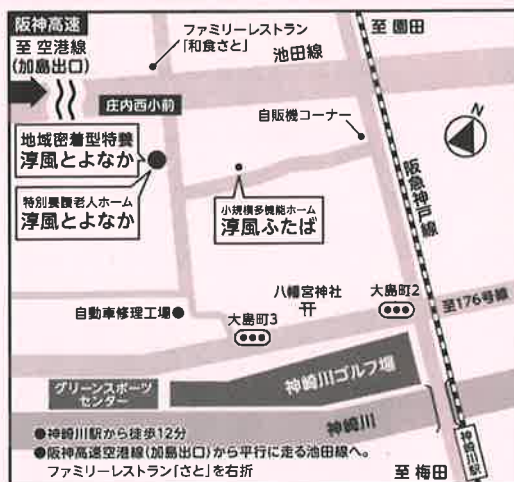 阪神高速
至 空港線
(加島出口)
ファミリーレストラン
「和食さと」
池田線
至 園田
庄内西小前
自販機コーナー
N
地域密着型特養
淳風とよなか
特別養護老人ホーム
淳風とよなか
小規模多機能ホーム
淳風ふたば
阪急神戸線
八幡宮神社
大島町2
至176号線
自動車修理工場
大島町3
神崎川ゴルフ場
グリーンスポーツ
センター
神崎川
●神崎川駅から徒歩12分
●阪神高速空港線(加島出口)から平行に走る池田線へ。
ファミリーレストラン「さと」を右折
至 梅田
神崎川駅